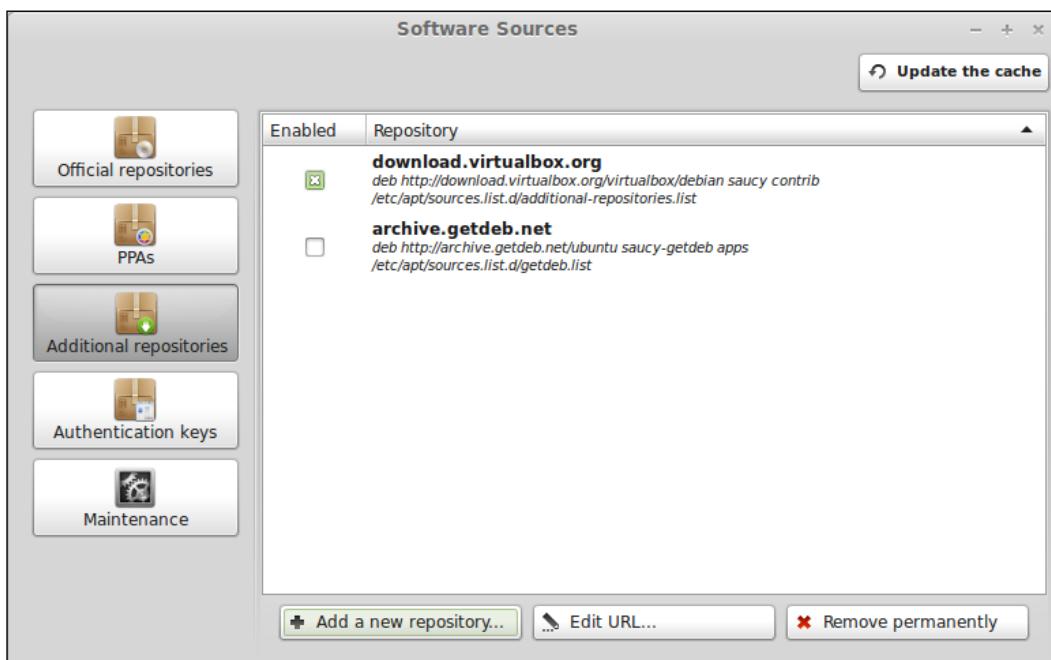 Software Sources
Update the cache
Official repositories
PPAs
Additional repositories
Authentication keys
Maintenance
Enabled Repository
download.virtualbox.org
deb http://download.virtualbox.org/virtualbox/debian saucy contrib
/etc/apt/sources.list.d/additional-repositories.list
archive.getdeb.net
deb http://archive.getdeb.net/ubuntu saucy-getdeb apps
/etc/apt/sources.list.d/getdeb.list
Add a new repository... Edit URL... Remove permanently